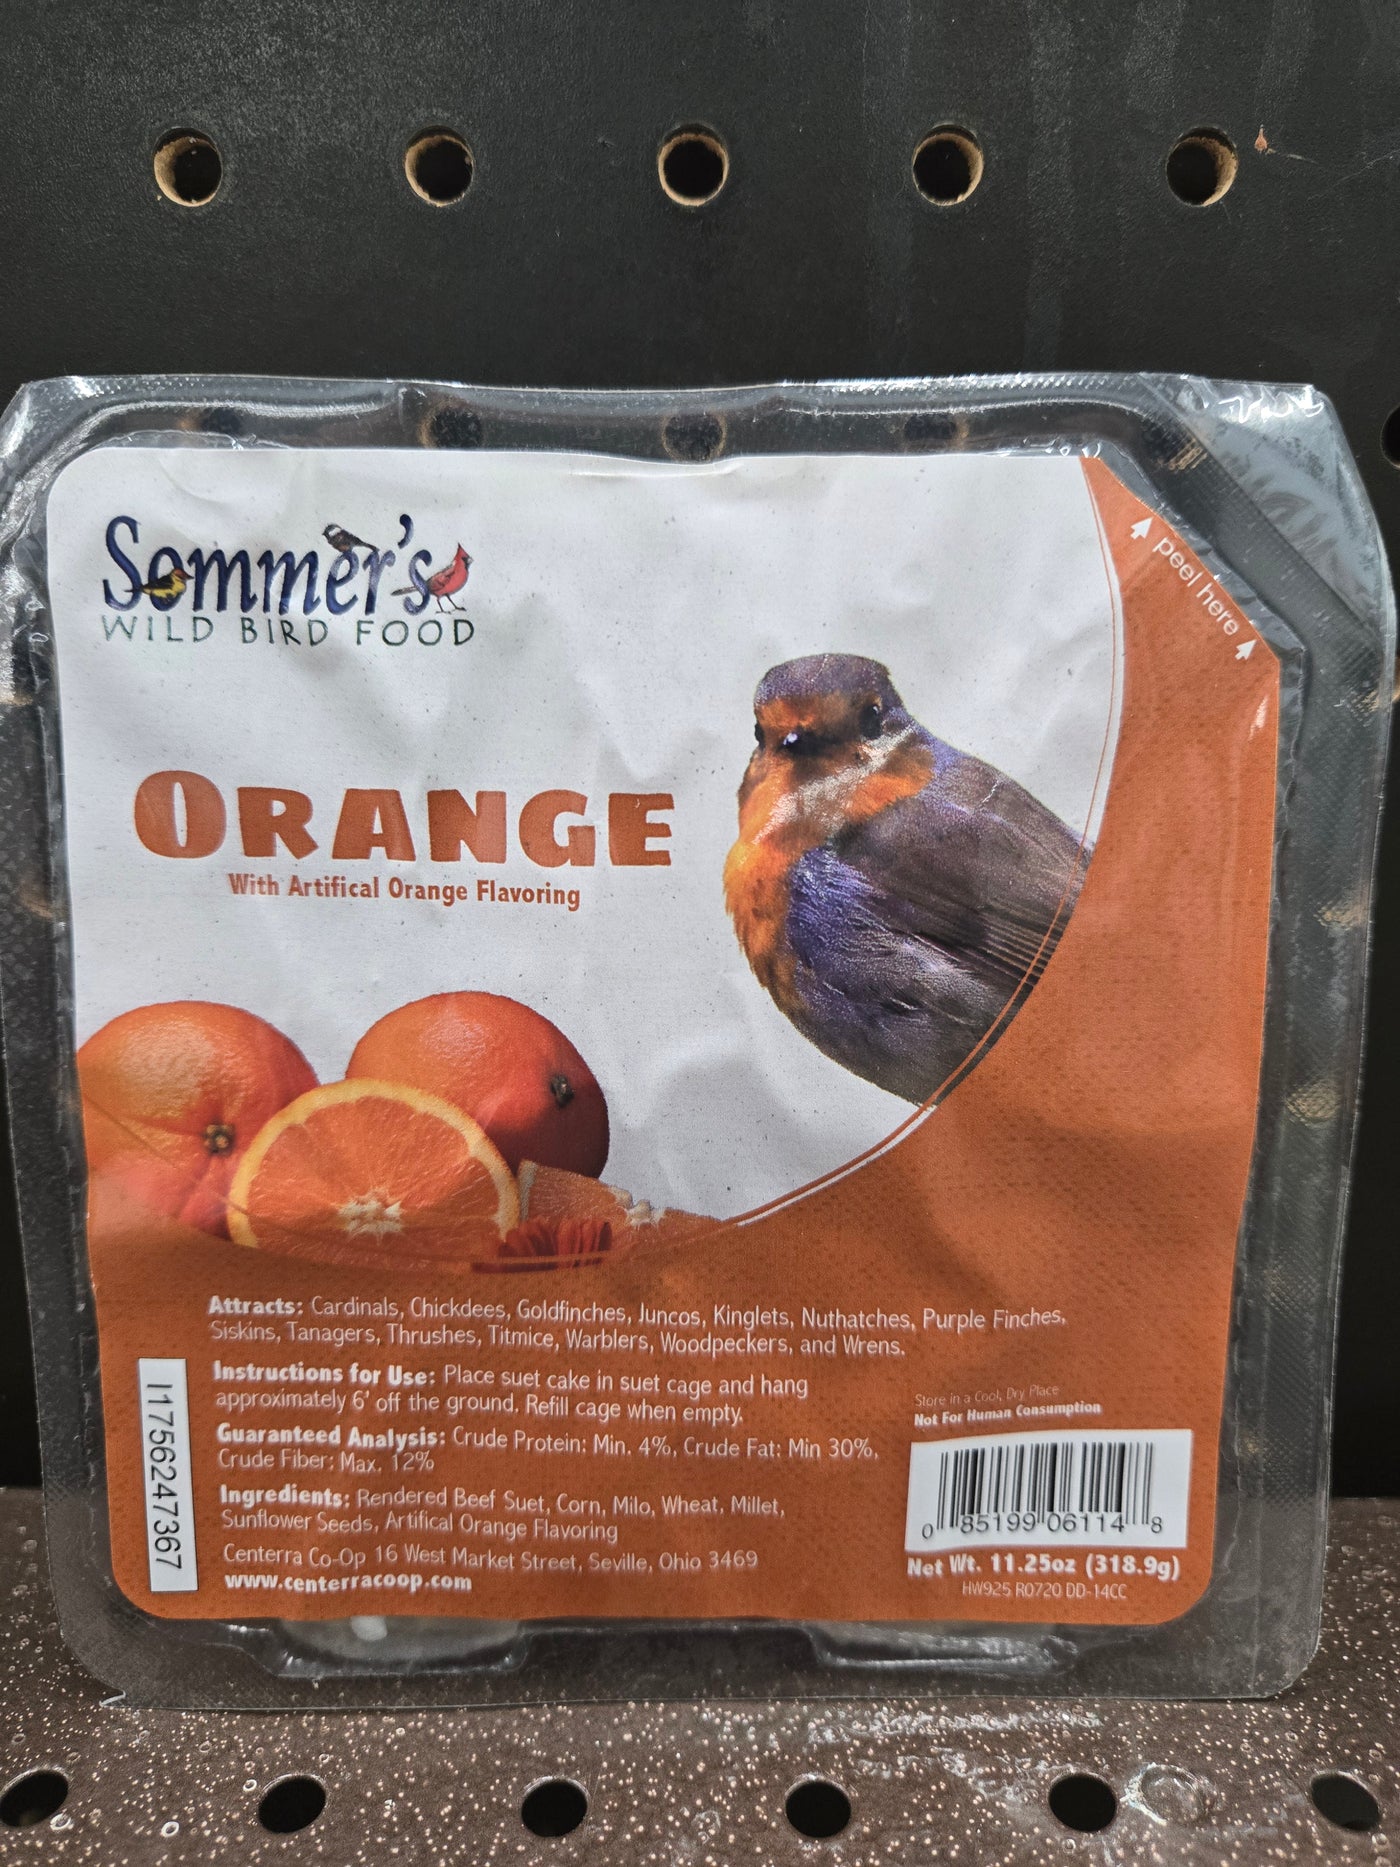 Sommer's
WILD BIRD FOOD
peel here
ORANGE
With Artifical Orange Flavoring
Attracts: Cardinals, Chickdees, Goldfinches, Juncos, Kinglets, Nuthatches, Purple Finches,
Siskins, Tanagers, Thrushes, Titmice, Warblers, Woodpeckers, and Wrens.
Instructions for Use: Place suet cake in suet cage and hang
approximately 6' off the ground. Refill cage when empty.
Guaranteed Analysis: Crude Protein: Min. 4%, Crude Fat: Min 30%,
Crude Fiber: Max. 12%
Ingredients: Rendered Beef Suet, Corn, Milo, Wheat, Millet,
Sunflower Seeds, Artifical Orange Flavoring
Centerra Co-Op 16 West Market Street, Seville, Ohio 3469
www.centerracoop.com
I1756247367
Store in a Cool, Dry Place
Not For Human Consumption
0 85199 06114 8
Net Wt. 11.25oz (318.9g)
HW925 R0720 DD-14CC